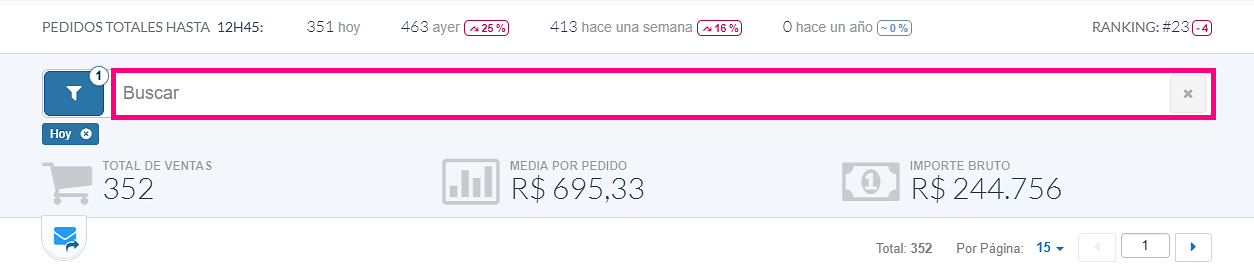 PEDIDOS TOTALES HASTA 12H45: 351 hoy 463 ayer 25 % 413 hace una semana 16 % 0 hace un año ~ 0 % RANKING: #23 - 4
1
Buscar
Hoy
TOTAL DE VENTAS MEDIA POR PEDIDO IMPORTE BRUTO
352 R$ 695,33 R$ 244.756
Total: 352 Por Página: 15 1